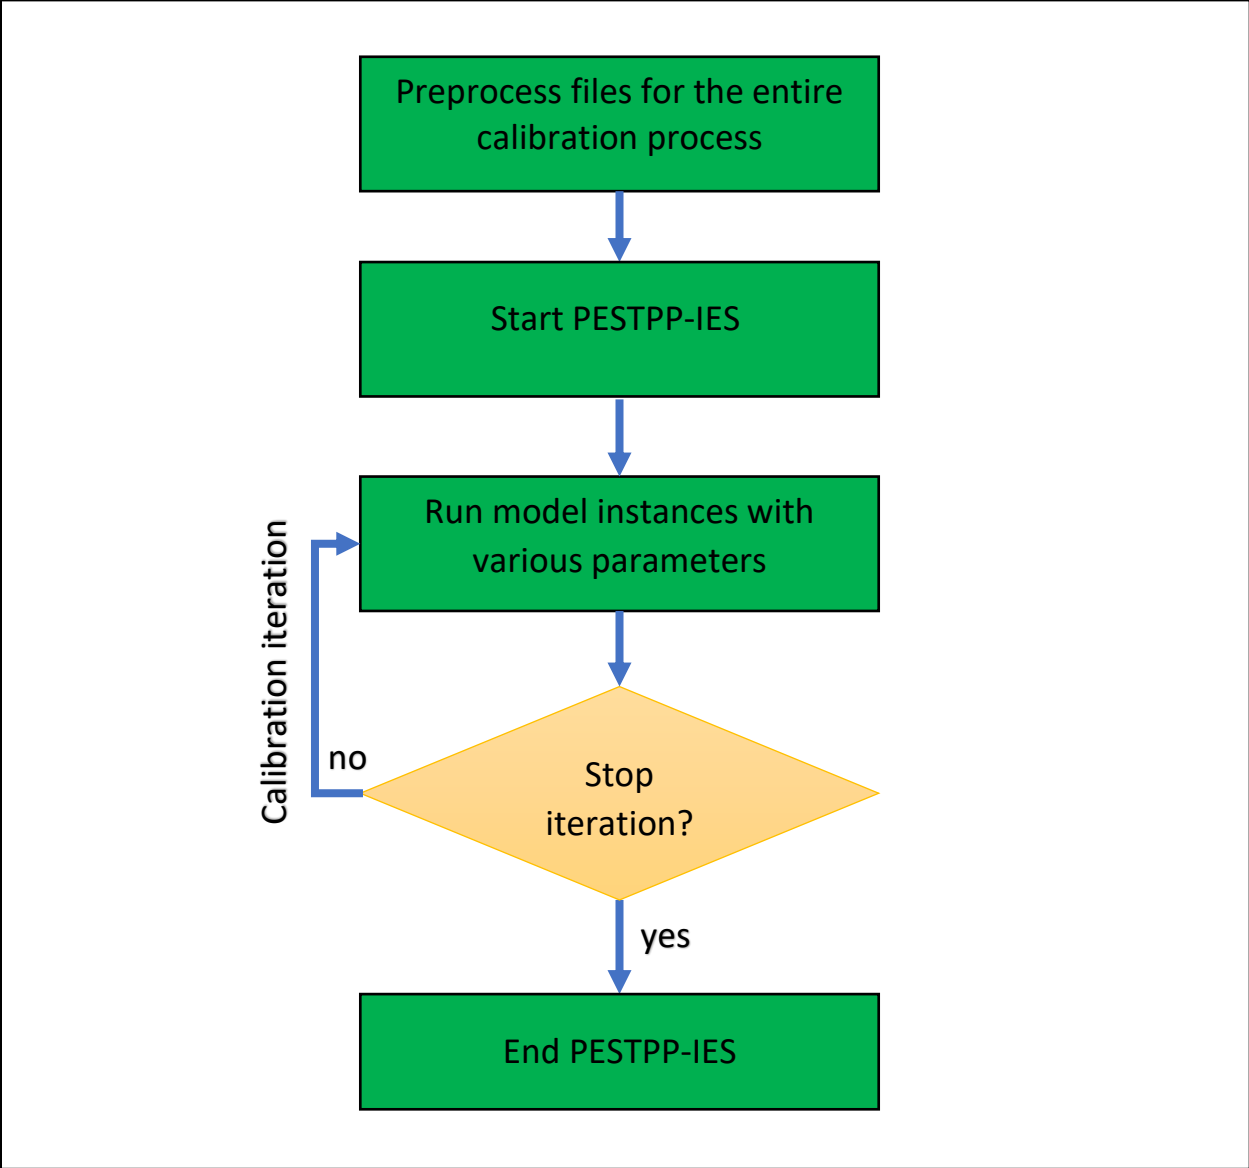 Preprocess files for the entire
calibration process
Start PESTPP-IES
Run model instances with
various parameters
Calibration iteration
no
Stop
iteration?
yes
End PESTPP-IES